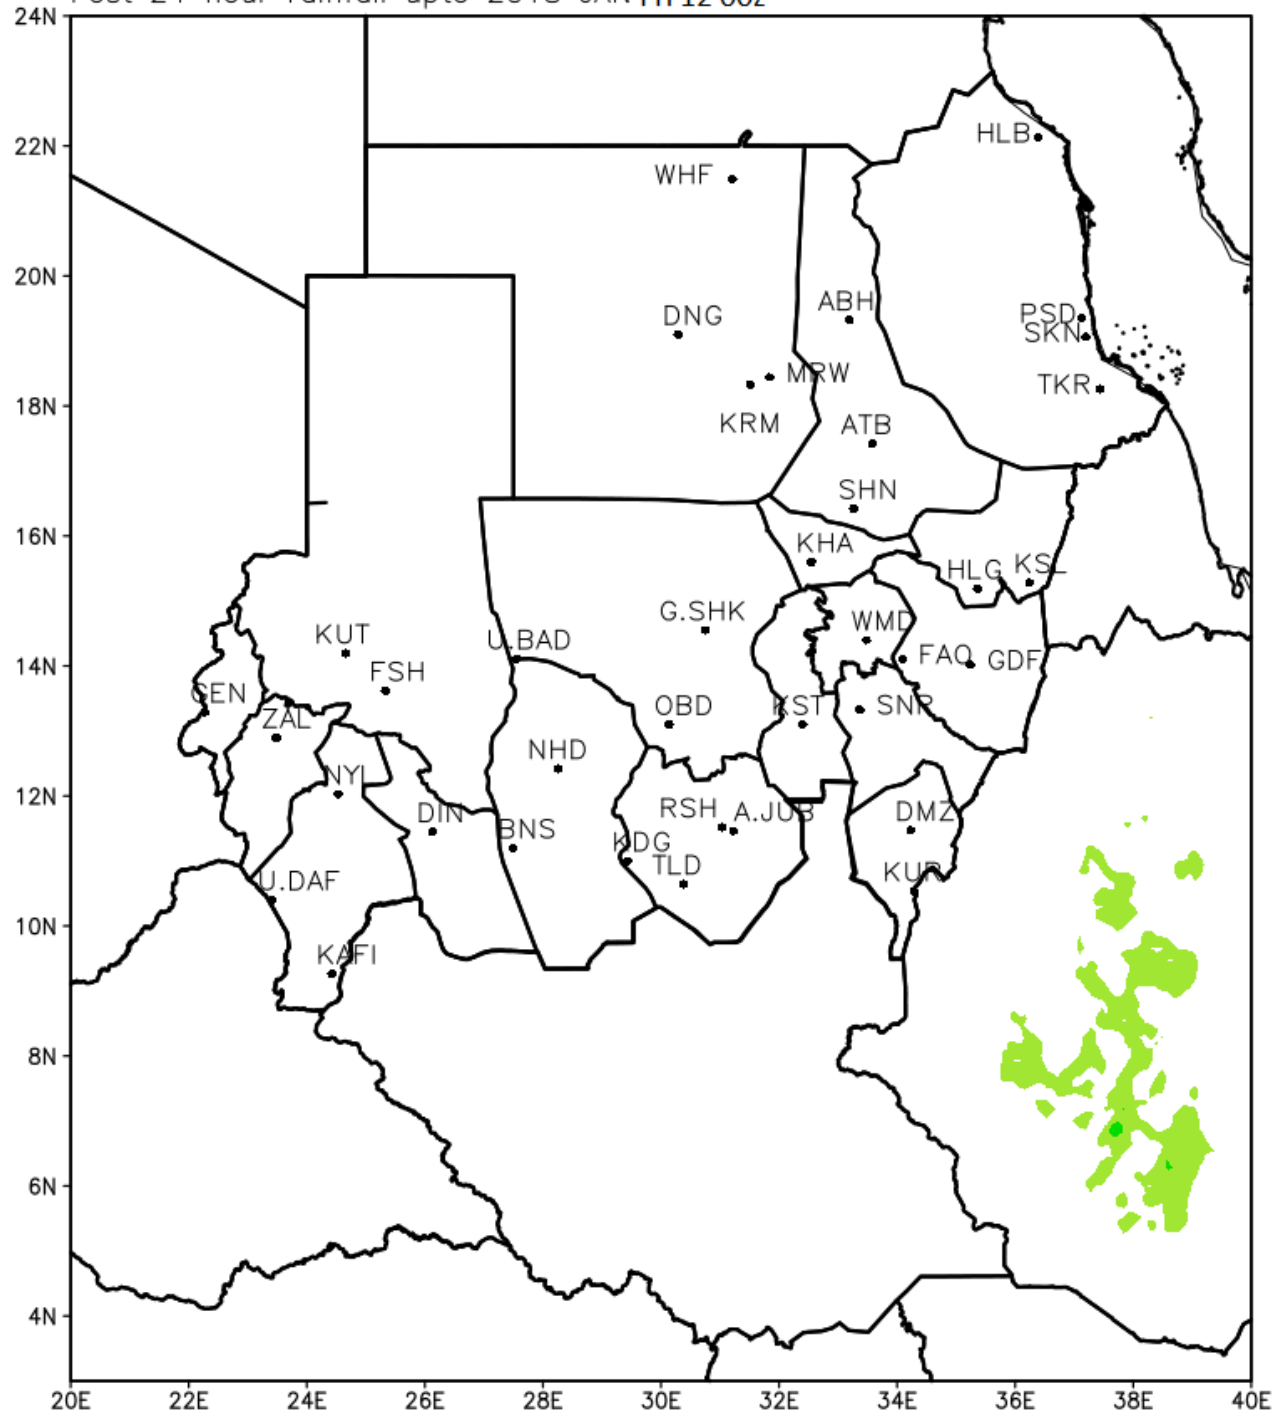 24N
22N
20N
18N
16N
14N
12N
10N
8N
6N
4N
HLB
WHF
ABH
DNG
PSD
SKN
MRW
TKR
KRM
ATB
SHN
KHA
HLG
KSL
G.SHK
WMD
KUT
U.BAD
FAO
GDF
FSH
GEN
OBD
KST
SNR
ZAL
NHD
NYL
RSH
A.JUB
DMZ
DIN
BNS
KDG
TLD
KUR
U.DAF
KAFI
20E 22E 24E 26E 28E 30E 32E 34E 36E 38E 40E